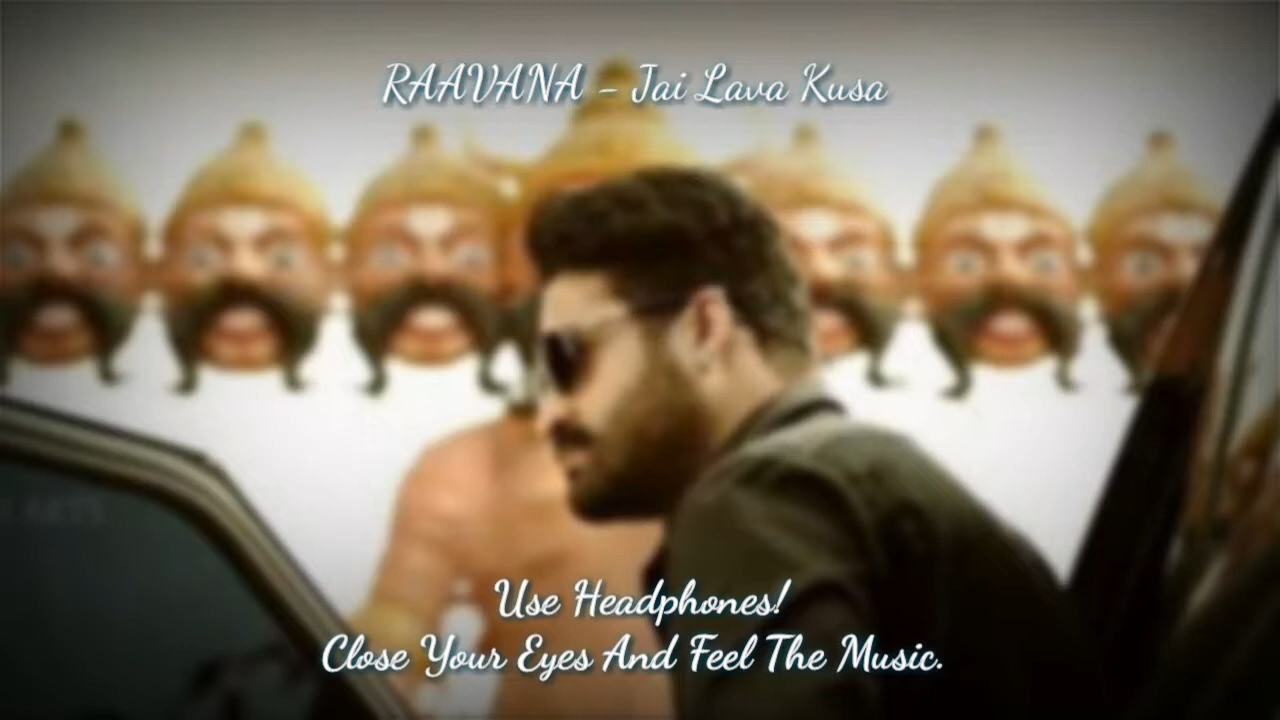 RAAVANA - Jai Lava Kusa
Use Headphones!
Close Your Eyes And Feel The Music.